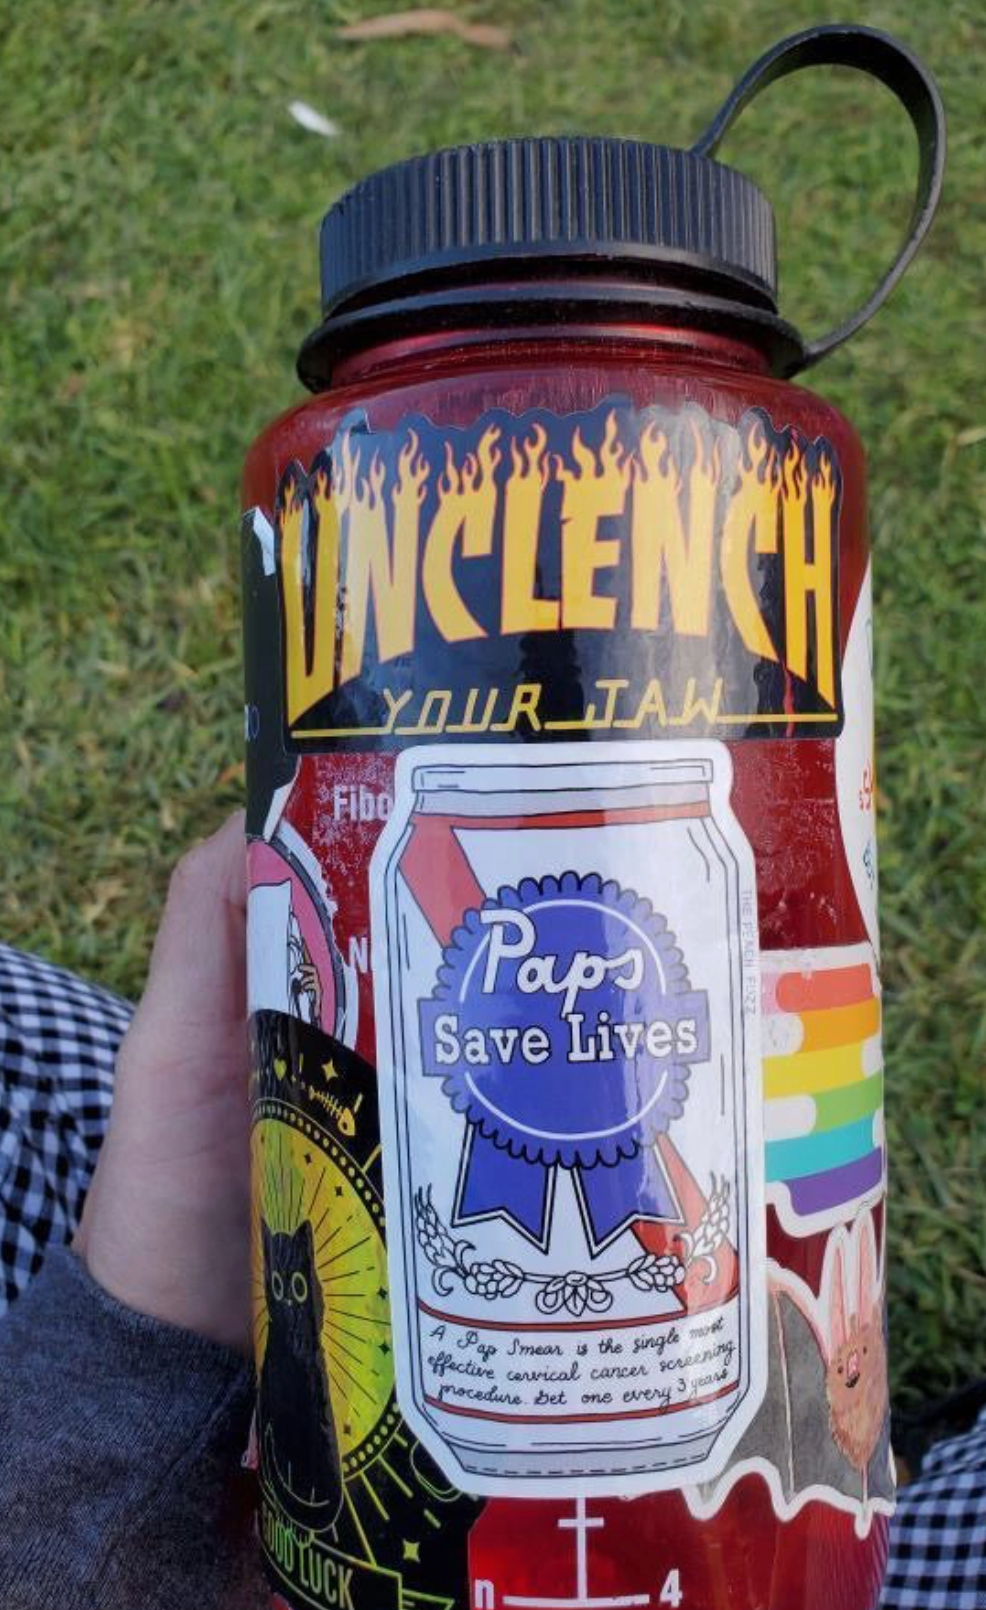 UNCLENCH
YOUR JAW
Fibo
N
Paps
Save Lives
THE PEACH FUZZ
A Pap Smear is the single most
effective cervical cancer screening
procedure. Get one every 3 years
GOOD LUCK
n 4